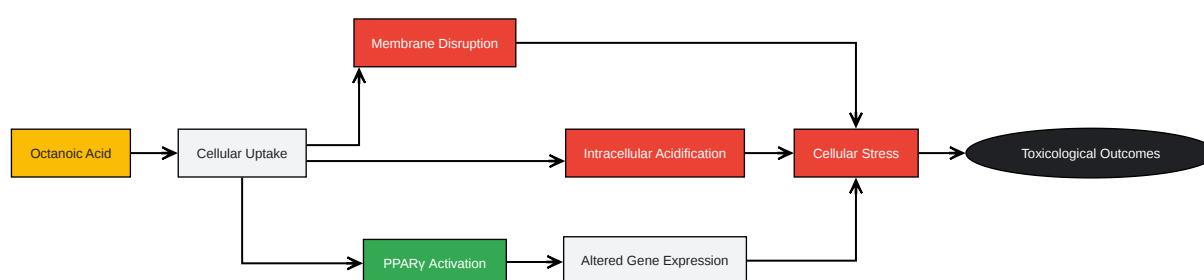 Membrane Disruption
Octanoic Acid
Cellular Uptake
Intracellular Acidification
Cellular Stress
Toxicological Outcomes
PPARγ Activation
Altered Gene Expression